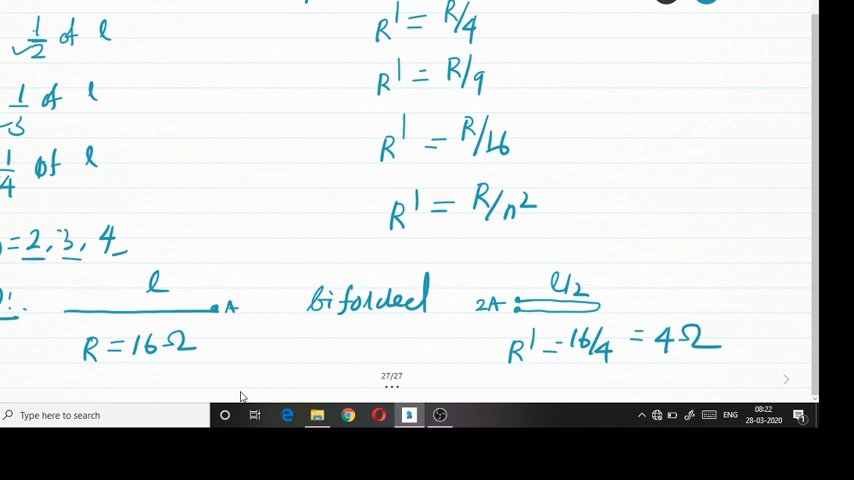 R' = R/4
1/2 of l
R' = R/9
1/3 of l
R' = R/16
1/4 of l
R' = R/n²
= 2, 3, 4
l
A
R = 16Ω
biforded
l/2
2A
R' = 16/4 = 4Ω
27/27
Type here to search
ENG
08:22
28-03-2020